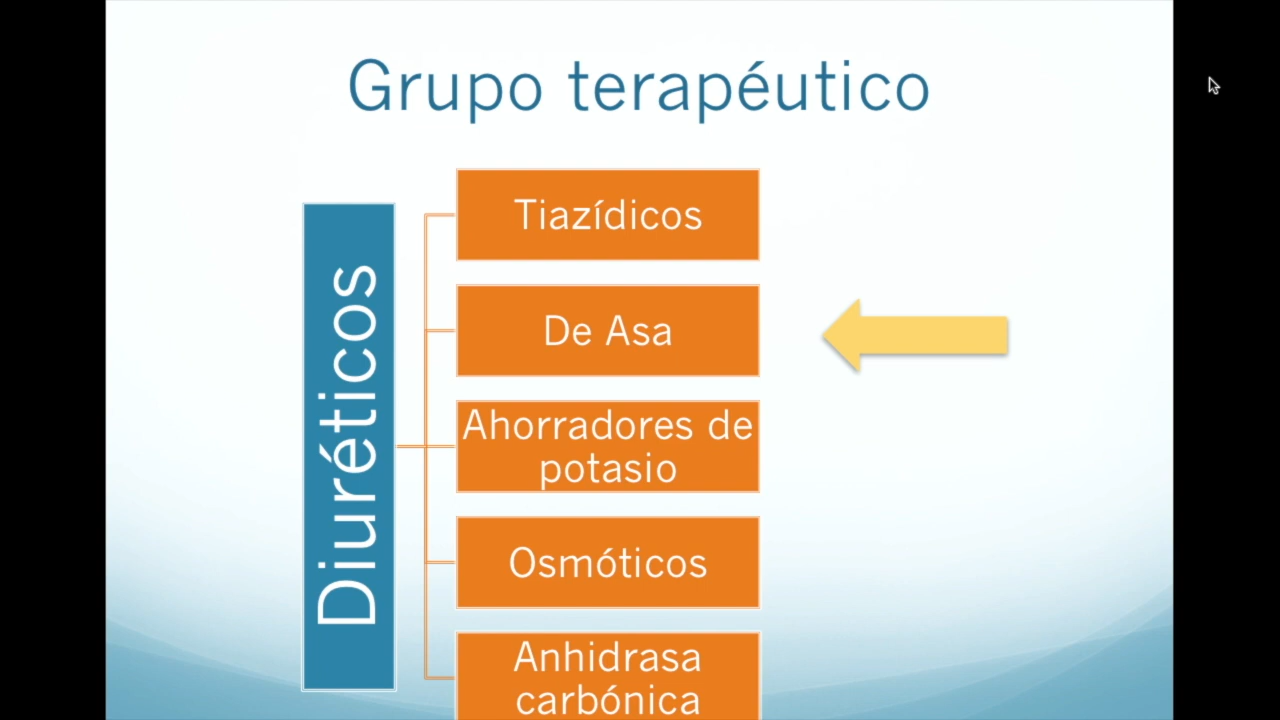 Grupo terapéutico
Diuréticos
Tiazídicos
De Asa
Ahorradores de
potasio
Osmóticos
Anhidrasa
carbónica